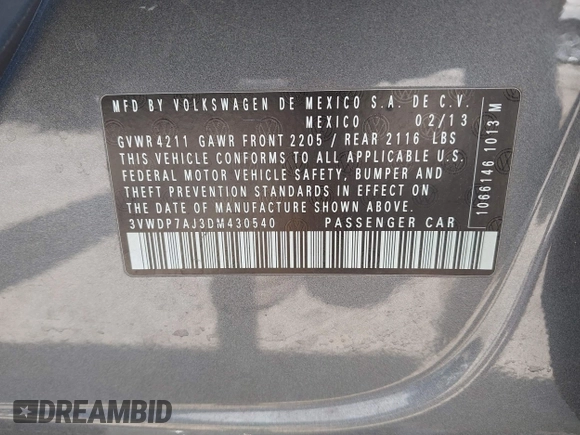 MFD BY VOLKSWAGEN DE MEXICO S.A. DE C.V.
MEXICO 02/13
GVWR 4211 GAWR FRONT 2205 / REAR 2116 LBS
THIS VEHICLE CONFORMS TO ALL APPLICABLE U.S.
FEDERAL MOTOR VEHICLE SAFETY, BUMPER AND
THEFT PREVENTION STANDARDS IN EFFECT ON
THE DATE OF MANUFACTURE SHOWN ABOVE.
3VWDP7AJ3DM430540 PASSENGER CAR
1066146 1013 M
DREAMBID